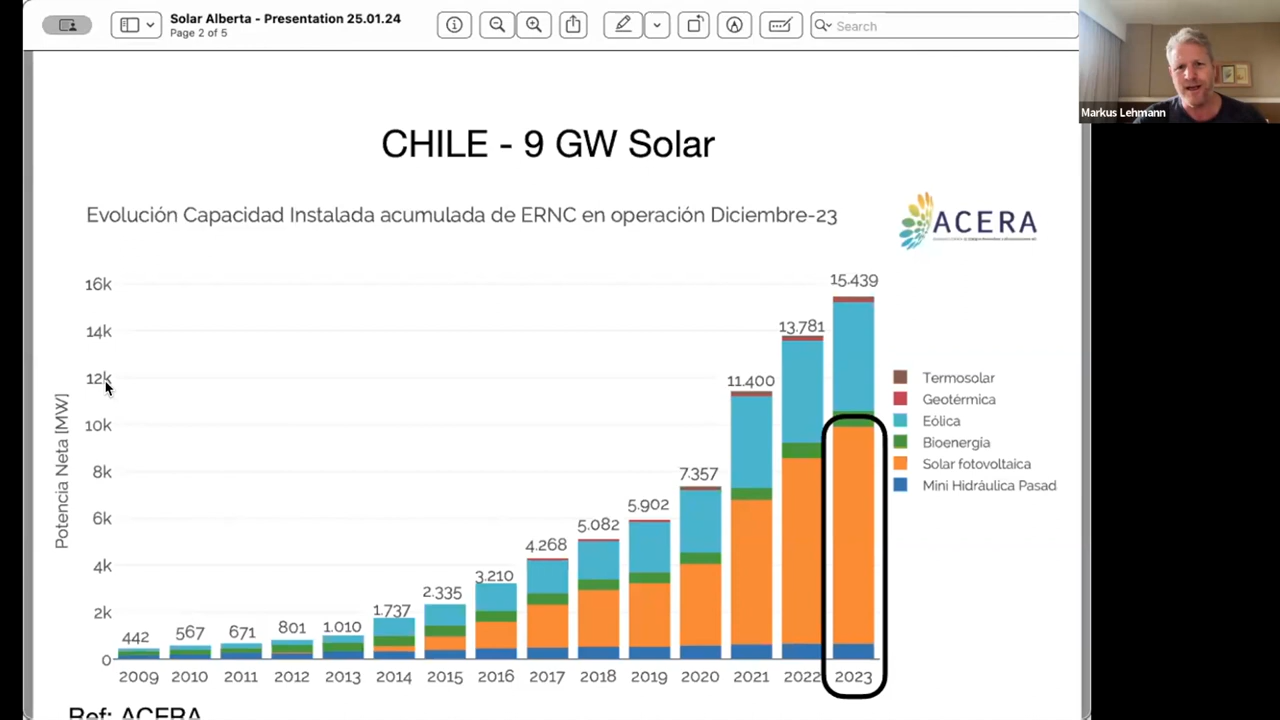 Solar Alberta - Presentation 25.01.24
Page 2 of 5
Search
Markus Lehmann
CHILE - 9 GW Solar
Evolución Capacidad Instalada acumulada de ERNC en operación Diciembre-23
ACERA
Potencia Neta [MW]
16k
14k
12k
10k
8k
6k
4k
2k
0
442
567
671
801
1.010
1.737
2.335
3.210
4.268
5.082
5.902
7.357
11.400
13.781
15.439
2009
2010
2011
2012
2013
2014
2015
2016
2017
2018
2019
2020
2021
2022
2023
Termosolar
Geotérmica
Eólica
Bioenergía
Solar fotovoltaica
Mini Hidráulica Pasad
Ref: ACERA